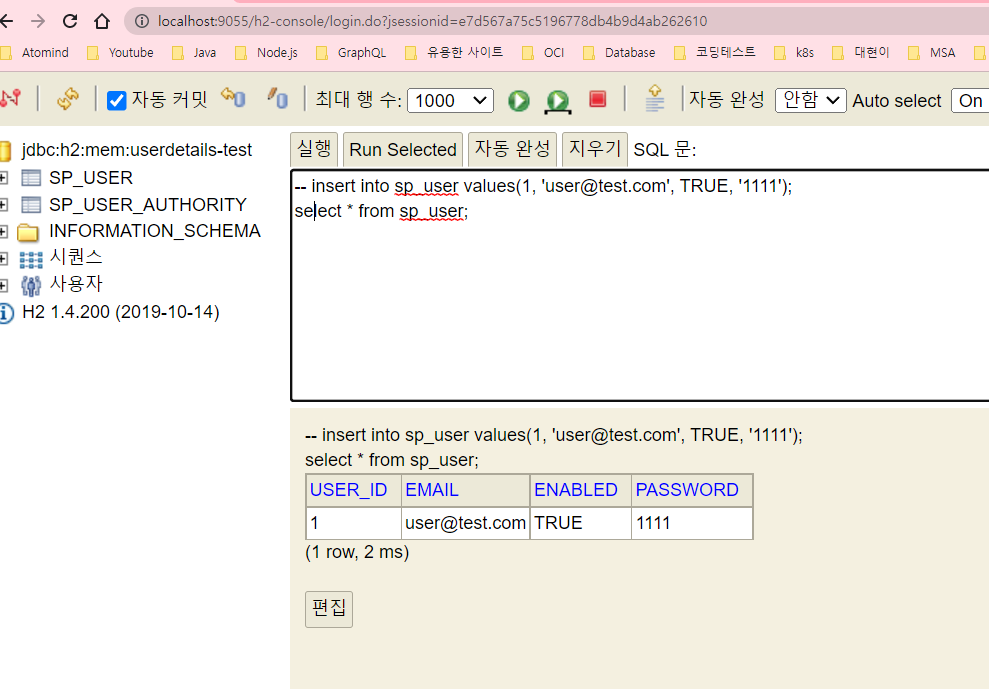 localhost:9055/h2-console/login.do?jsessionid=e7d567a75c5196778db4b9d4ab262610
Atomind Youtube Java Node.js GraphQL 유용한 사이트 OCI Database 코딩테스트 k8s 대현이 MSA
자동 커밋 최대 행 수: 1000 자동 완성 안함 Auto select On
jdbc:h2:mem:userdetails-test
SP_USER
SP_USER_AUTHORITY
INFORMATION_SCHEMA
시퀀스
사용자
H2 1.4.200 (2019-10-14)
실행 Run Selected 자동 완성 지우기 SQL 문:
-- insert into sp_user values(1, 'user@test.com', TRUE, '1111');
select * from sp_user;
-- insert into sp_user values(1, 'user@test.com', TRUE, '1111');
select * from sp_user;
USER_ID EMAIL ENABLED PASSWORD
1 user@test.com TRUE 1111
(1 row, 2 ms)
편집